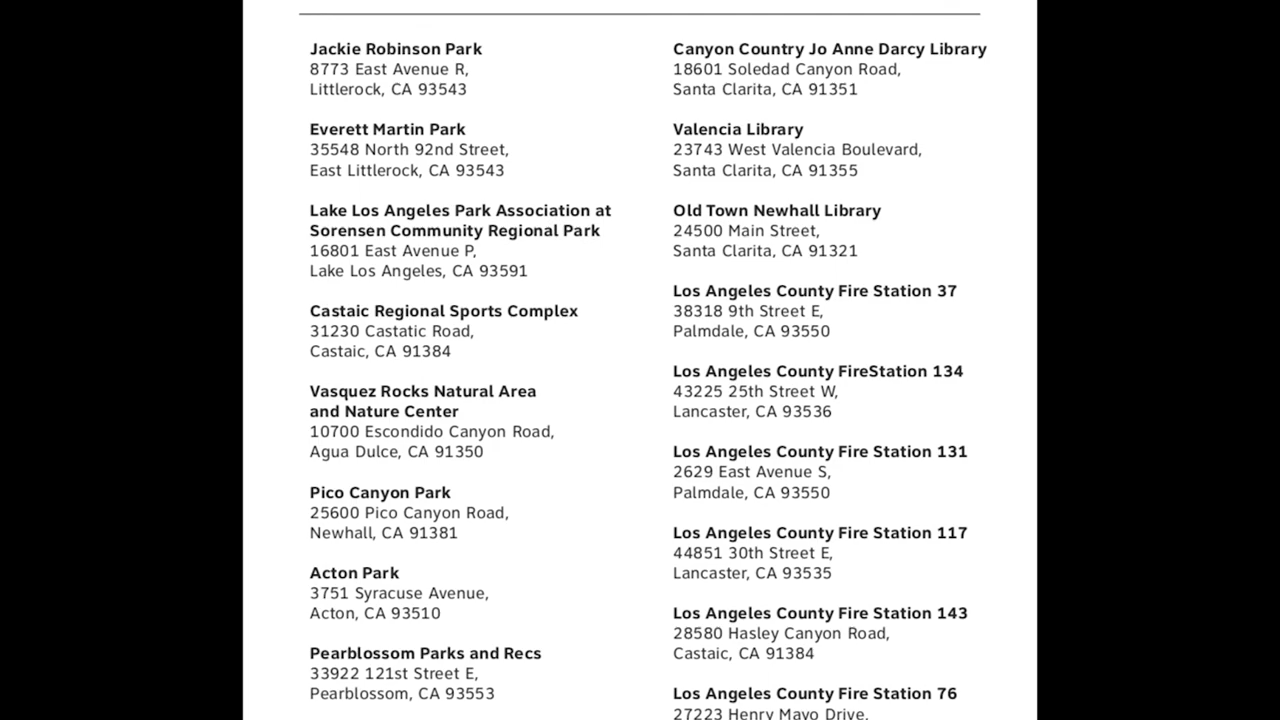 Jackie Robinson Park
8773 East Avenue R,
Littlerock, CA 93543
Everett Martin Park
35548 North 92nd Street,
East Littlerock, CA 93543
Lake Los Angeles Park Association at
Sorensen Community Regional Park
16801 East Avenue P,
Lake Los Angeles, CA 93591
Castaic Regional Sports Complex
31230 Castatic Road,
Castaic, CA 91384
Vasquez Rocks Natural Area
and Nature Center
10700 Escondido Canyon Road,
Agua Dulce, CA 91350
Pico Canyon Park
25600 Pico Canyon Road,
Newhall, CA 91381
Acton Park
3751 Syracuse Avenue,
Acton, CA 93510
Pearblossom Parks and Recs
33922 121st Street E,
Pearblossom, CA 93553
Canyon Country Jo Anne Darcy Library
18601 Soledad Canyon Road,
Santa Clarita, CA 91351
Valencia Library
23743 West Valencia Boulevard,
Santa Clarita, CA 91355
Old Town Newhall Library
24500 Main Street,
Santa Clarita, CA 91321
Los Angeles County Fire Station 37
38318 9th Street E,
Palmdale, CA 93550
Los Angeles County FireStation 134
43225 25th Street W,
Lancaster, CA 93536
Los Angeles County Fire Station 131
2629 East Avenue S,
Palmdale, CA 93550
Los Angeles County Fire Station 117
44851 30th Street E,
Lancaster, CA 93535
Los Angeles County Fire Station 143
28580 Hasley Canyon Road,
Castaic, CA 91384
Los Angeles County Fire Station 76
27223 Henry Mayo Drive,